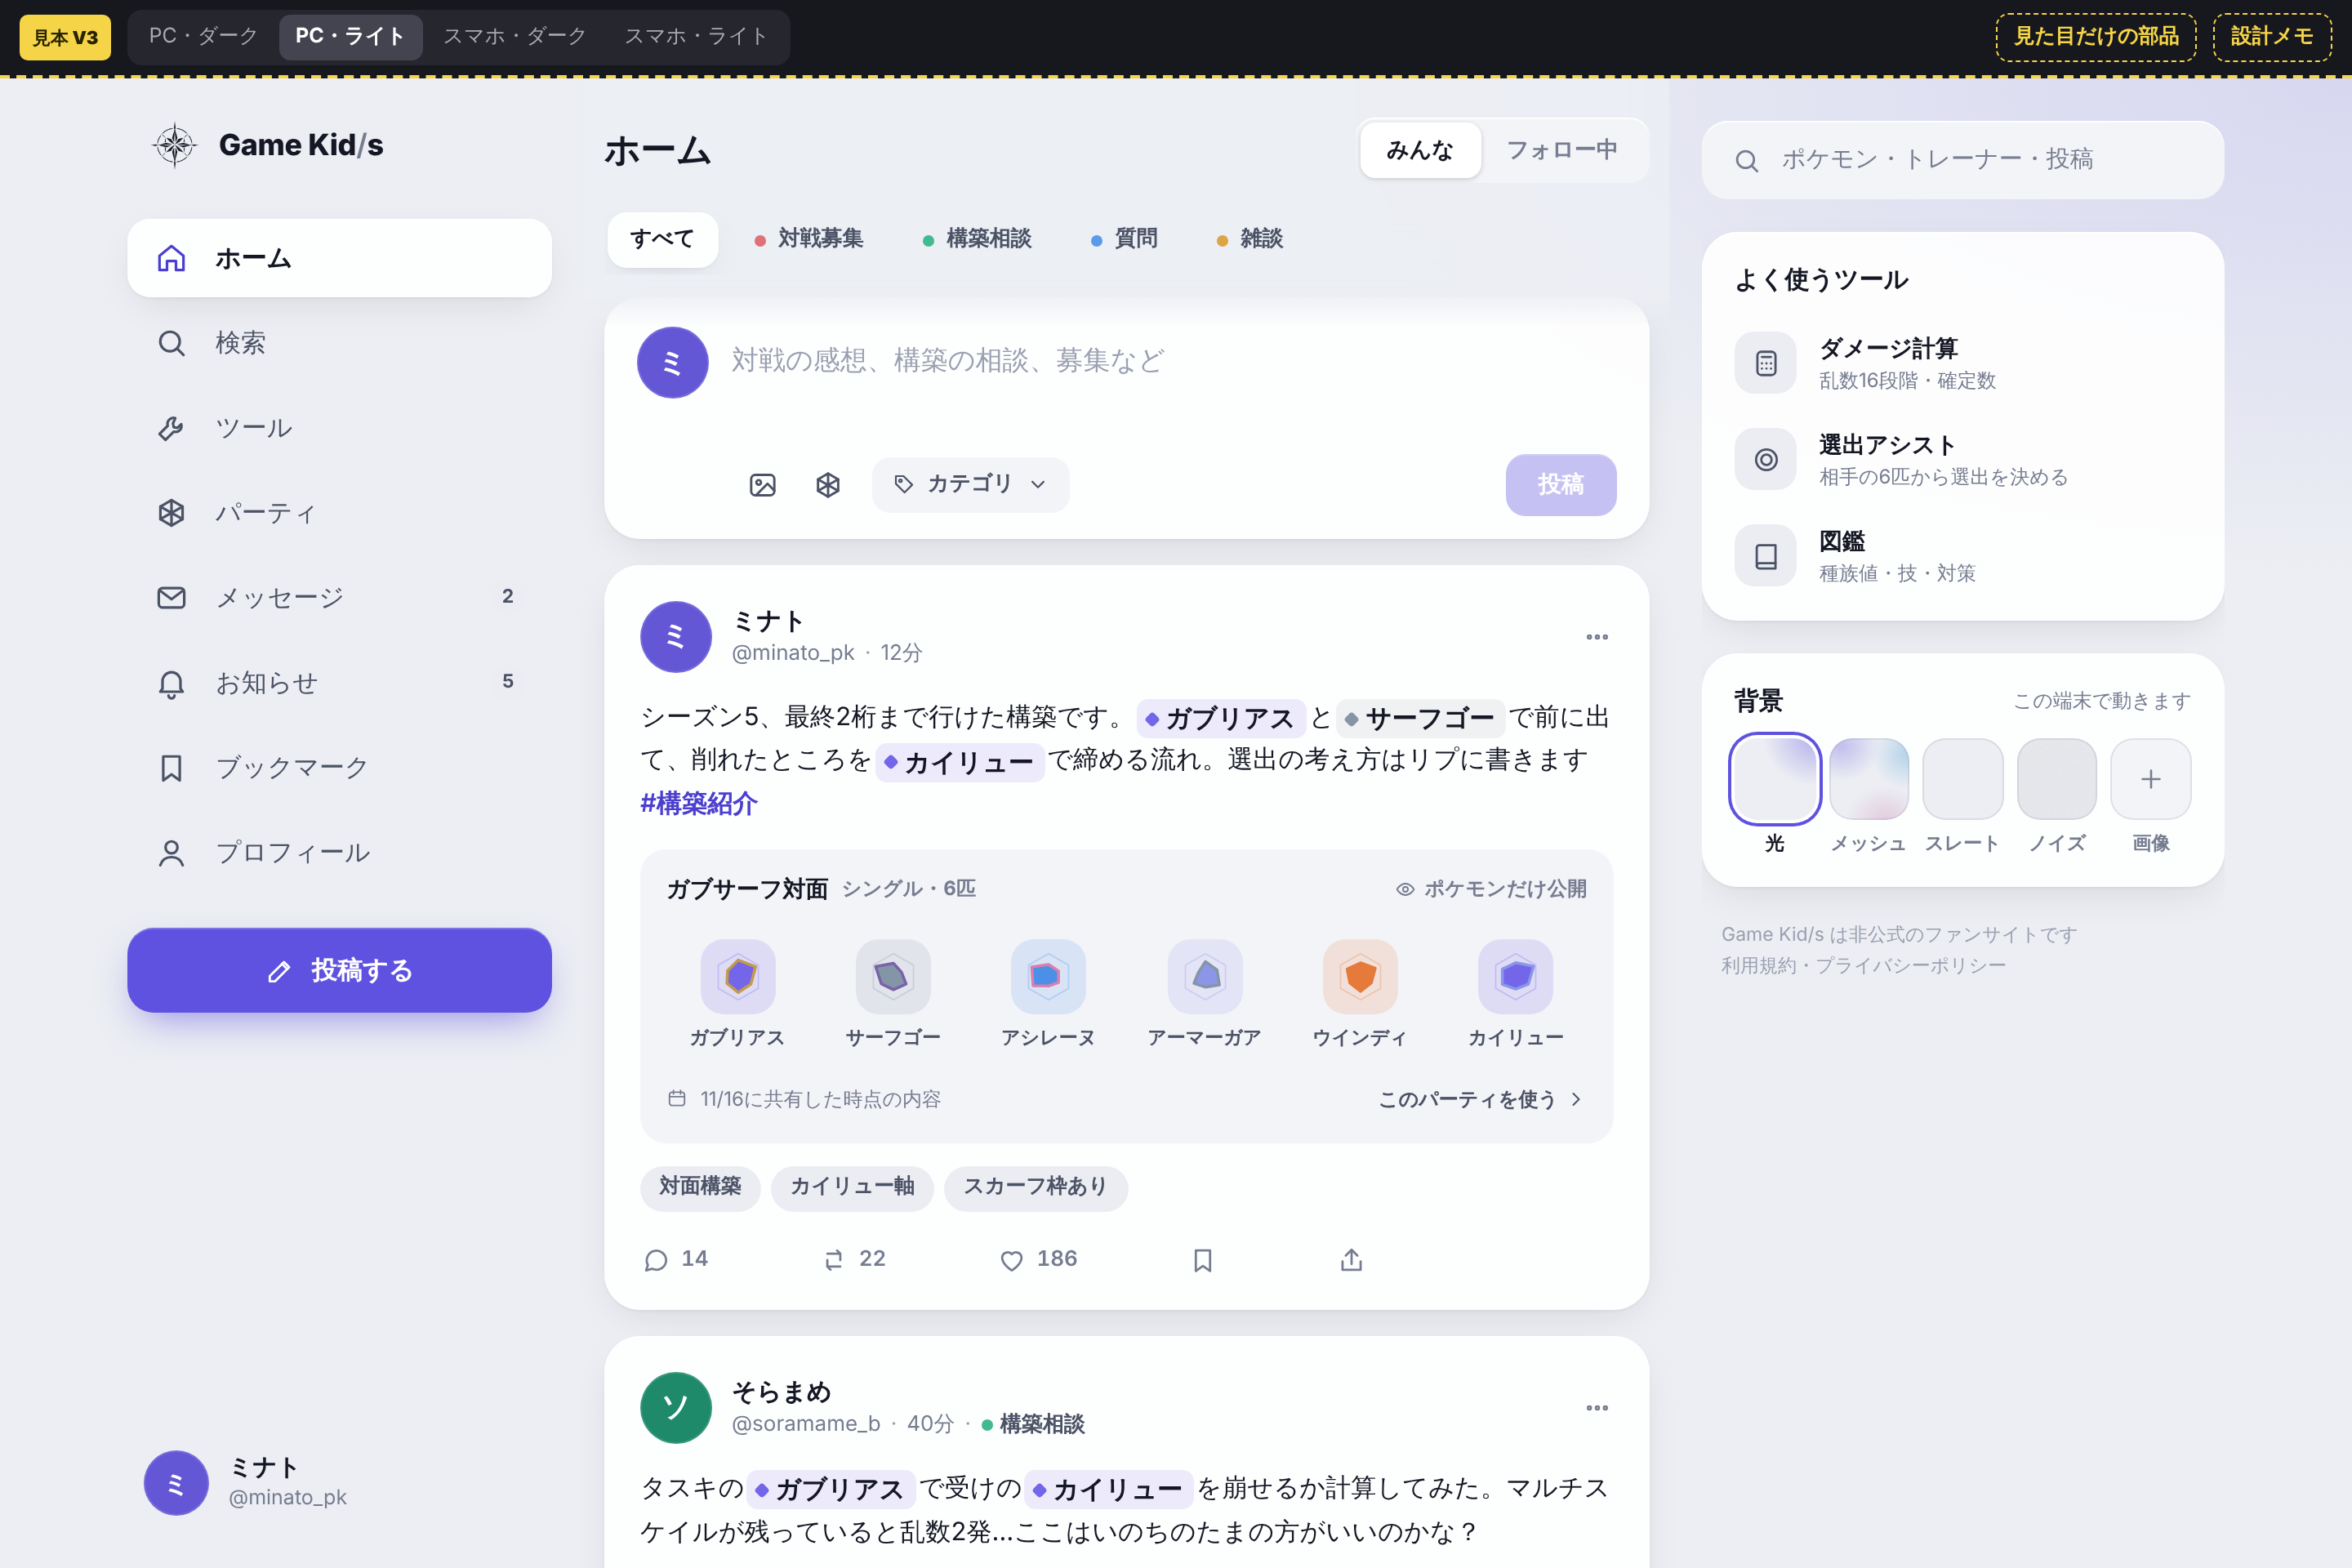 見本 V3
PC・ダーク
PC・ライト
スマホ・ダーク
スマホ・ライト
見た目だけの部品
設計メモ
Game Kid/s
ホーム
検索
ツール
パーティ
メッセージ 2
お知らせ 5
ブックマーク
プロフィール
投稿する
ミ
ミナト
@minato_pk
ホーム
みんな
フォロー中
すべて
対戦募集
構築相談
質問
雑談
ミ
対戦の感想、構築の相談、募集など
カテゴリ
投稿
ミ
ミナト
@minato_pk · 12分
シーズン5、最終2桁まで行けた構築です。ガブリアスとサーフゴーで前に出
て、削れたところをカイリューで締める流れ。選出の考え方はリプに書きます
#構築紹介
ガブサーフ対面 シングル・6匹
ポケモンだけ公開
ガブリアス
サーフゴー
アシレーヌ
アーマーガア
ウインディ
カイリュー
11/16に共有した時点の内容
このパーティを使う
対面構築
カイリュー軸
スカーフ枠あり
14
22
186
ソ
そらまめ
@soramame_b · 40分 · 構築相談
タスキのガブリアスで受けのカイリューを崩せるか計算してみた。マルチス
ケイルが残っていると乱数2発…ここはいのちのたまの方がいいのかな？
ポケモン・トレーナー・投稿
よく使うツール
ダメージ計算
乱数16段階・確定数
選出アシスト
相手の6匹から選出を決める
図鑑
種族値・技・対策
背景
この端末で動きます
光
メッシュ
スレート
ノイズ
画像
Game Kid/s は非公式のファンサイトです
利用規約・プライバシーポリシー